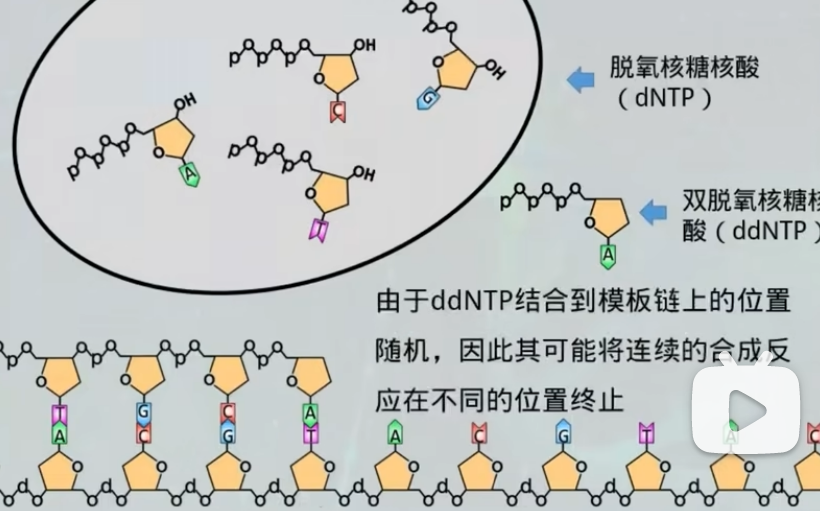 脱氧核糖核酸
（dNTP）
双脱氧核糖核
酸（ddNTP）
由于ddNTP结合到模板链上的位置
随机，因此其可能将连续的合成反
应在不同的位置终止
OH
OH
OH
OH
C
G
A
T
A
T G C A
A C G T A C G T A C